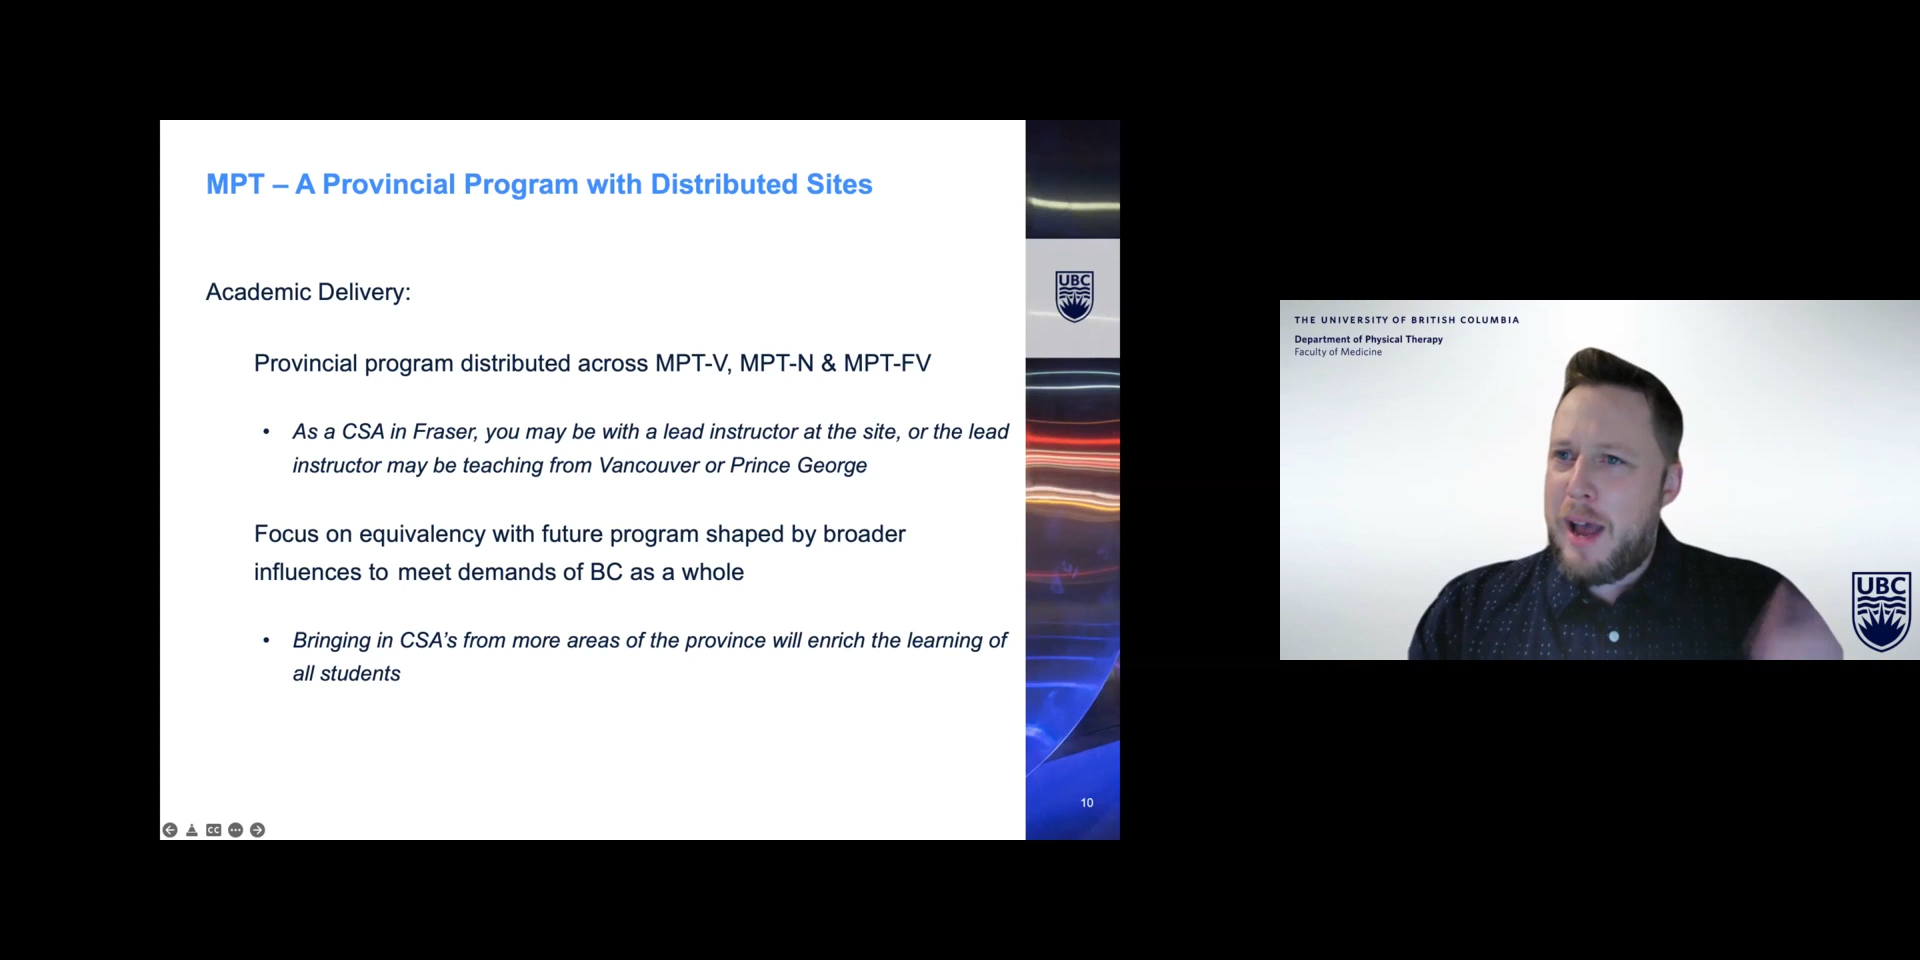 MPT – A Provincial Program with Distributed Sites
Academic Delivery:
Provincial program distributed across MPT-V, MPT-N & MPT-FV
• As a CSA in Fraser, you may be with a lead instructor at the site, or the lead
instructor may be teaching from Vancouver or Prince George
Focus on equivalency with future program shaped by broader
influences to meet demands of BC as a whole
• Bringing in CSA’s from more areas of the province will enrich the learning of
all students
UBC
10
CC
THE UNIVERSITY OF BRITISH COLUMBIA
Department of Physical Therapy
Faculty of Medicine
UBC